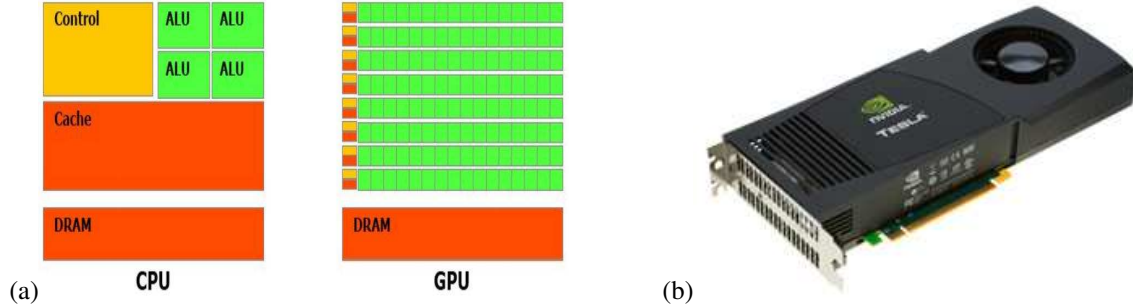 Control ALU ALU
ALU ALU
Cache
DRAM DRAM
(a) CPU GPU (b)
NVIDIA
TESLA